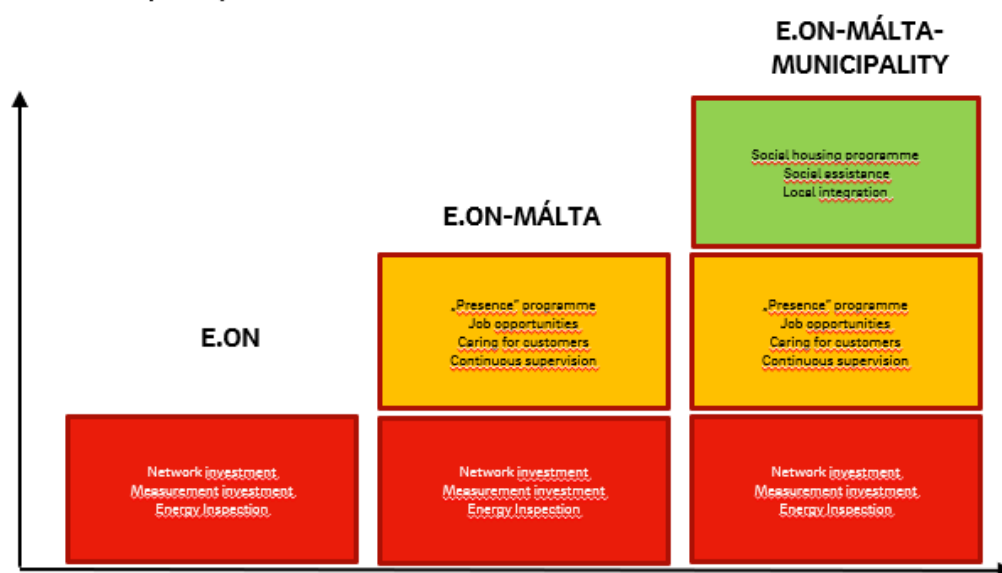 E.ON-MÁLTA-
MUNICIPALITY
Social housing programme
Social assistance
Local integration
E.ON-MÁLTA
„Presence” programme
Job opportunities
Caring for customers
Continuous supervision
„Presence” programme
Job opportunities
Caring for customers
Continuous supervision
E.ON
Network investment
Measurement investment
Energy Inspection
Network investment
Measurement investment
Energy Inspection
Network investment
Measurement investment
Energy Inspection